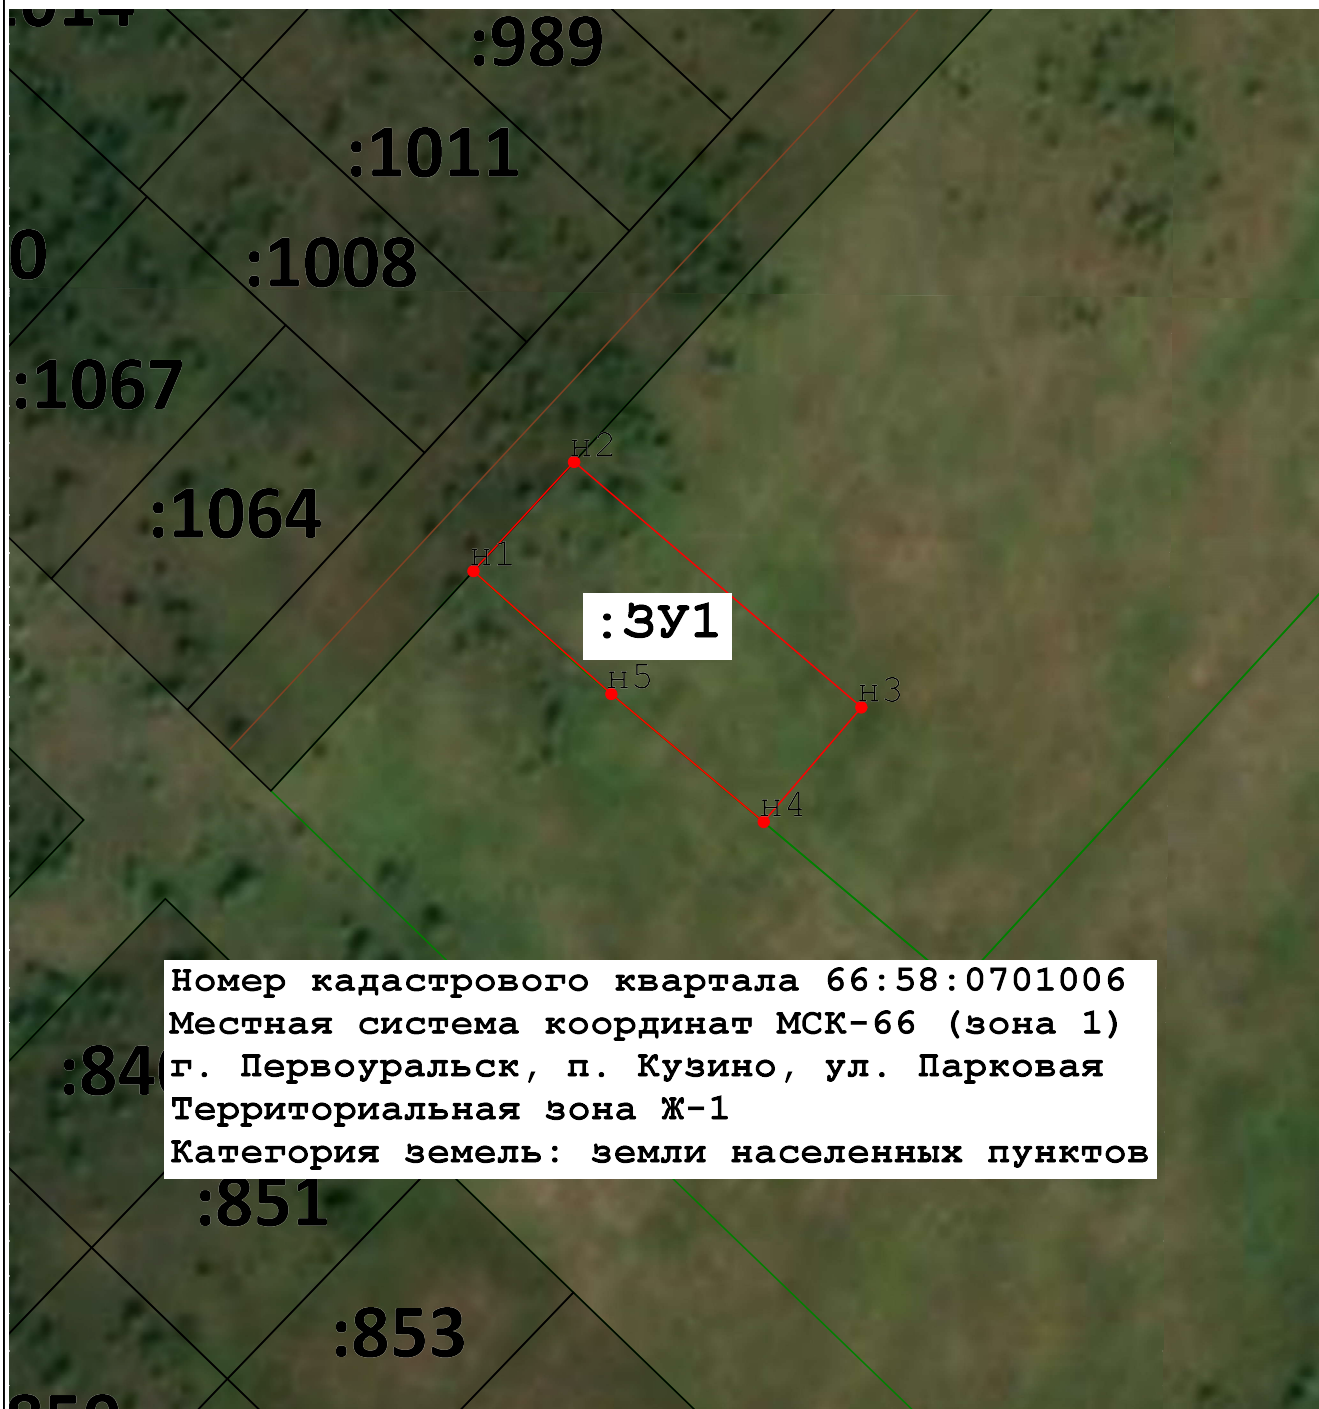 :989
:1011
:1008
0
:1067
н2
:1064
н1
:ЗУ1
н5
н3
н4
Номер кадастрового квартала 66:58:0701006
Местная система координат МСК-66 (зона 1)
:840
г. Первоуральск, п. Кузино, ул. Парковая
Территориальная зона Ж-1
Категория земель: земли населенных пунктов
:851
:853